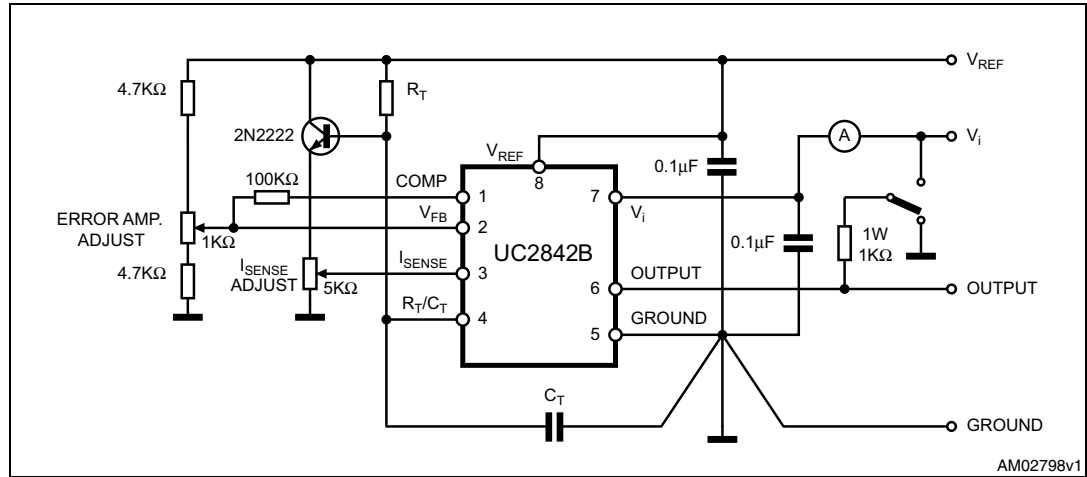 V_REF
4.7KΩ
R_T
2N2222
A
V_i
V_REF
8
0.1µF
100KΩ
COMP
1
7
V_i
ERROR AMP.
ADJUST
1KΩ
V_FB
2
UC2842B
0.1µF
1W
1KΩ
4.7KΩ
I_SENSE
ADJUST
5KΩ
I_SENSE
3
OUTPUT
6
OUTPUT
R_T/C_T
4
GROUND
5
C_T
GROUND
AM02798v1